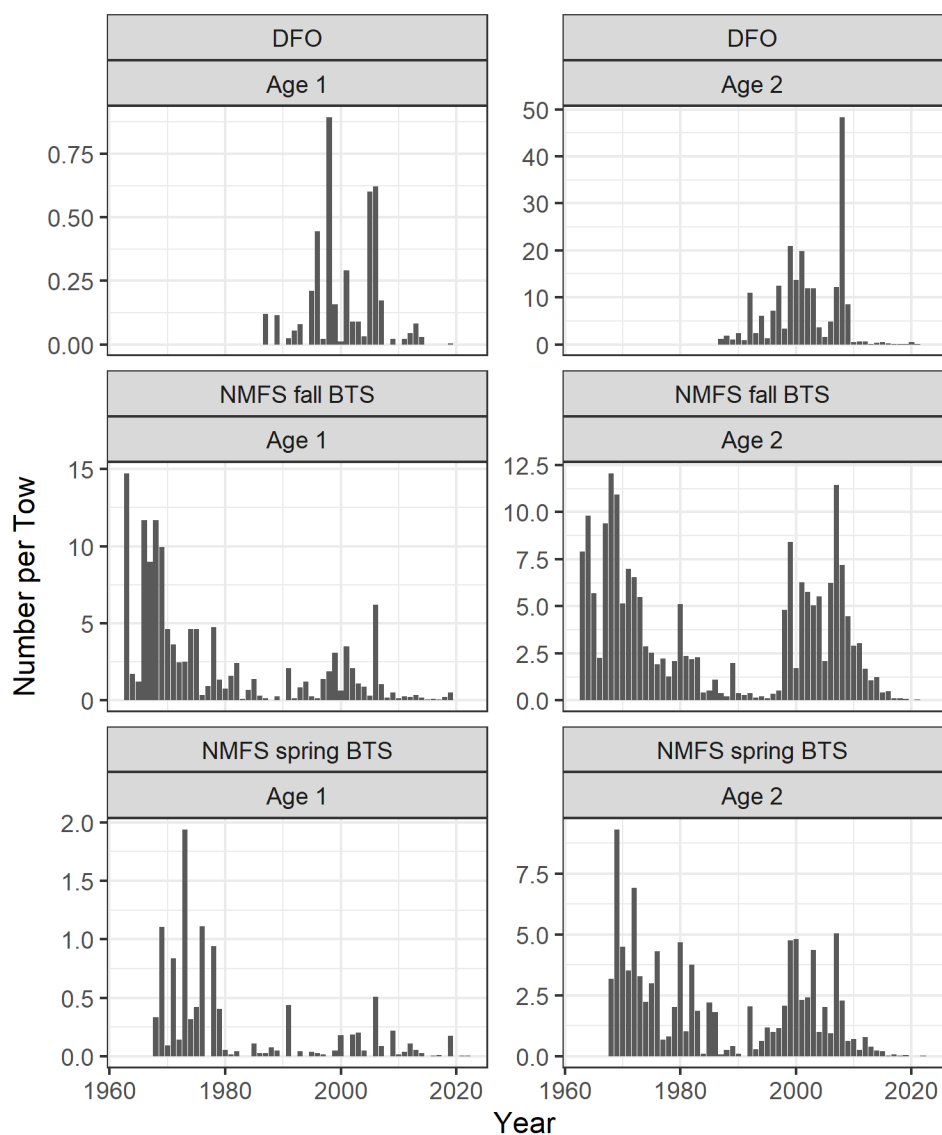 DFO
DFO
Age 1
Age 2
0.75
0.50
0.25
0.00
50
40
30
20
10
0
NMFS fall BTS
NMFS fall BTS
Age 1
Age 2
15
10
5
0
12.5
10.0
7.5
5.0
2.5
0.0
Number per Tow
NMFS spring BTS
NMFS spring BTS
Age 1
Age 2
2.0
1.5
1.0
0.5
0.0
7.5
5.0
2.5
0.0
1960 1980 2000 2020
1960 1980 2000 2020
Year